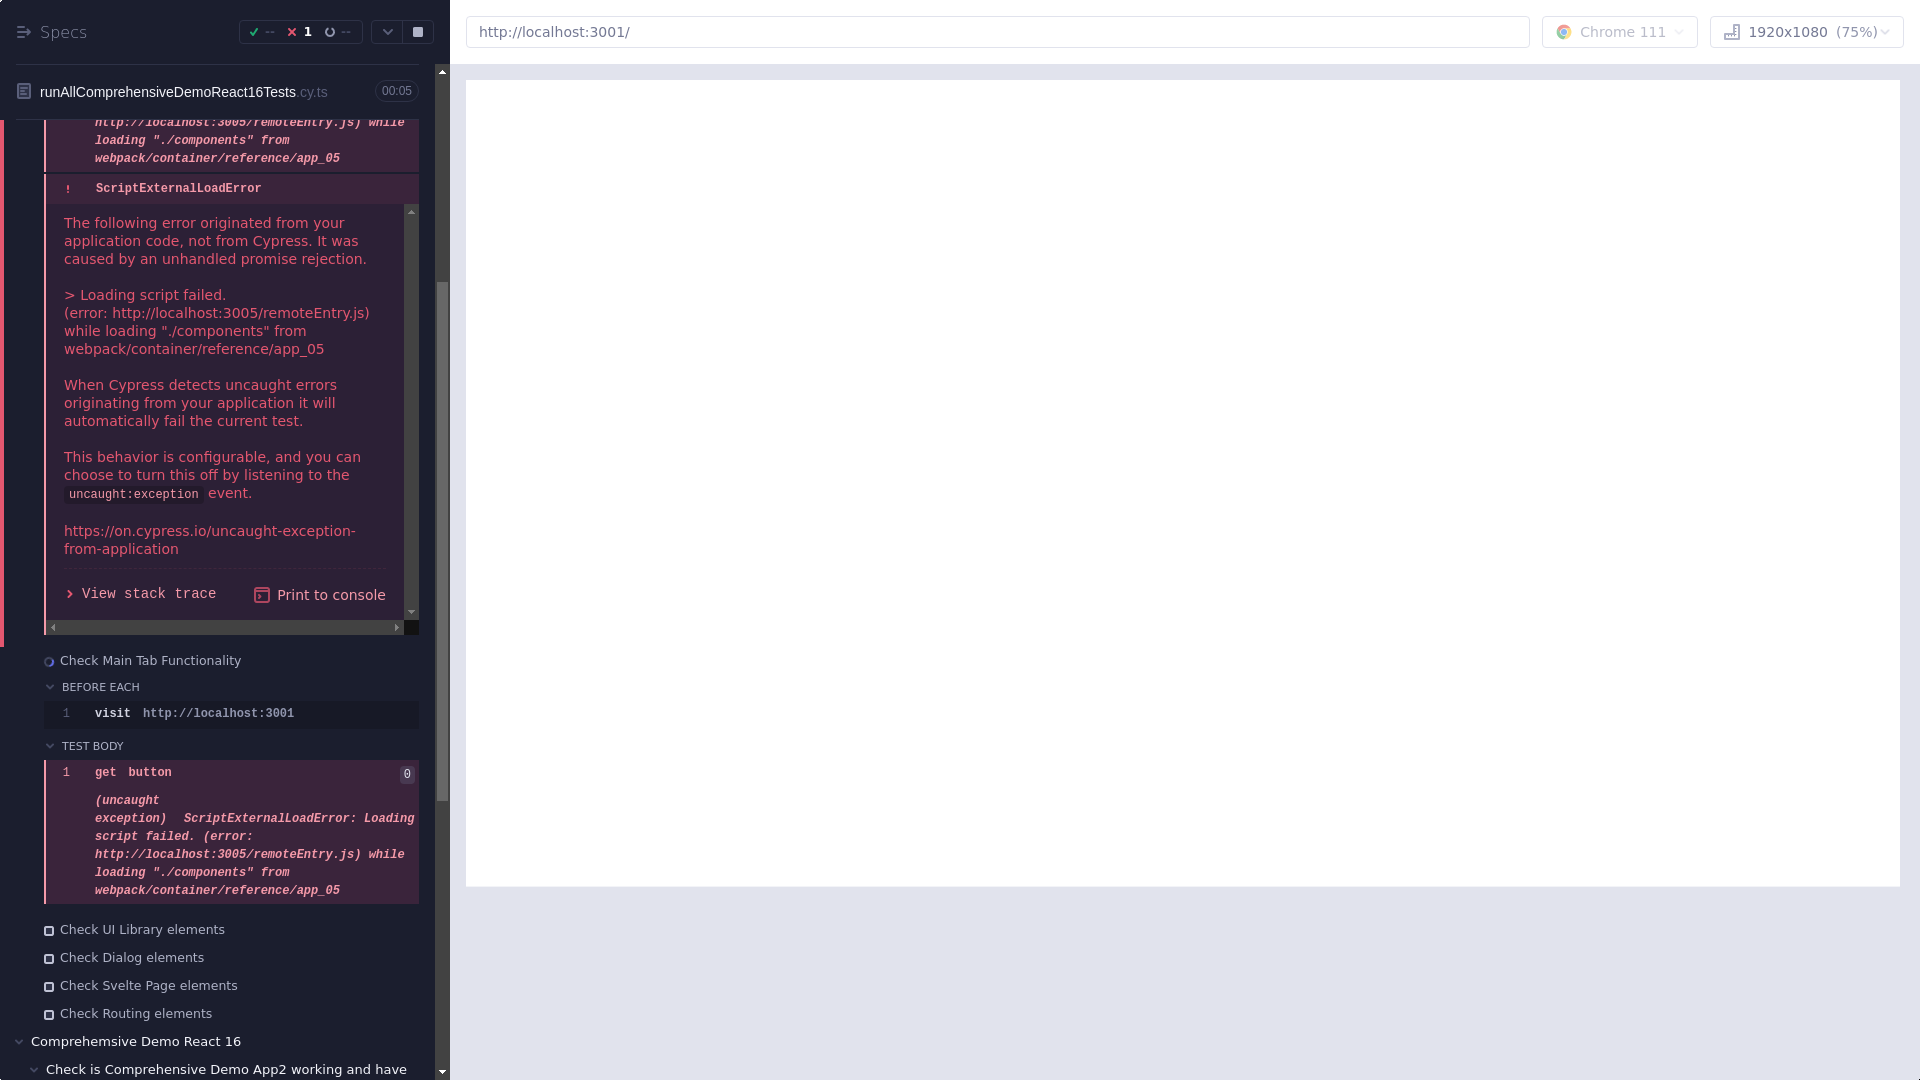 Specs
-- 1 --
http://localhost:3001/
Chrome 111
1920x1080 (75%)
runAllComprehensiveDemoReact16Tests.cy.ts
00:05
http://localhost:3005/remoteEntry.js) while
loading "./components" from
webpack/container/reference/app_05
! ScriptExternalLoadError
The following error originated from your
application code, not from Cypress. It was
caused by an unhandled promise rejection.
> Loading script failed.
(error: http://localhost:3005/remoteEntry.js)
while loading "./components" from
webpack/container/reference/app_05
When Cypress detects uncaught errors
originating from your application it will
automatically fail the current test.
This behavior is configurable, and you can
choose to turn this off by listening to the
uncaught:exception event.
https://on.cypress.io/uncaught-exception-
from-application
View stack trace
Print to console
Check Main Tab Functionality
BEFORE EACH
1 visit http://localhost:3001
TEST BODY
1 get button 0
(uncaught
exception) ScriptExternalLoadError: Loading
script failed. (error:
http://localhost:3005/remoteEntry.js) while
loading "./components" from
webpack/container/reference/app_05
Check UI Library elements
Check Dialog elements
Check Svelte Page elements
Check Routing elements
Comprehemsive Demo React 16
Check is Comprehensive Demo App2 working and have